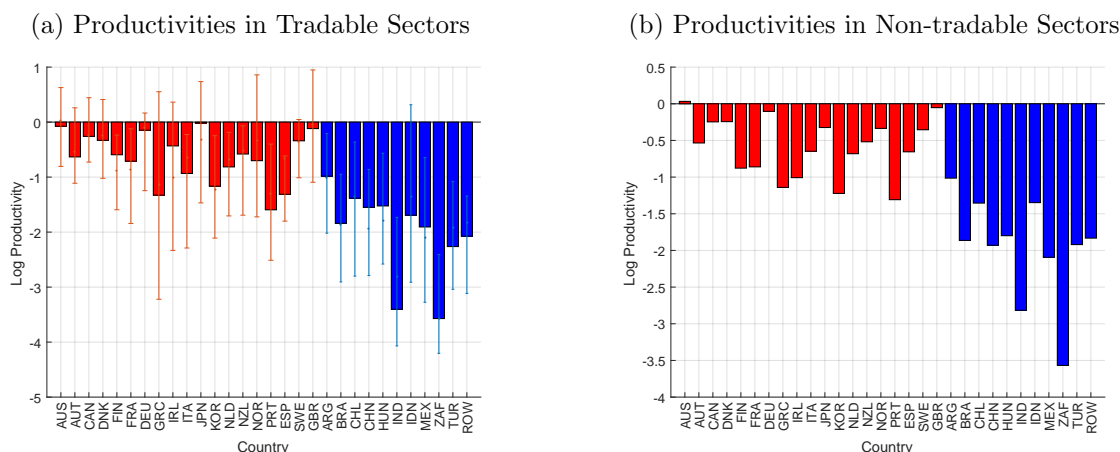 (a) Productivities in Tradable Sectors
1
0
-1
-2
-3
-4
-5
Log Productivity
AUS AUT CAN DNK FIN FRA DEU GRC IRL ITA JPN KOR NLD NZL NOR PRT ESP SWE GBR ARG BRA CHL CHN HUN IND IDN MEX ZAF TUR ROW
Country
(b) Productivities in Non-tradable Sectors
0.5
0
-0.5
-1
-1.5
-2
-2.5
-3
-3.5
-4
Log Productivity
AUS AUT CAN DNK FIN FRA DEU GRC IRL ITA JPN KOR NLD NZL NOR PRT ESP SWE GBR ARG BRA CHL CHN HUN IND IDN MEX ZAF TUR ROW
Country